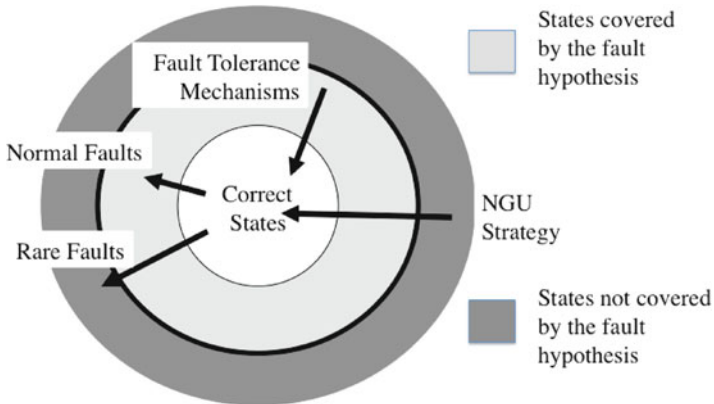 States covered
by the fault
hypothesis
Fault Tolerance
Mechanisms
Normal Faults
Correct
States
NGU
Strategy
Rare Faults
States not covered
by the fault
hypothesis